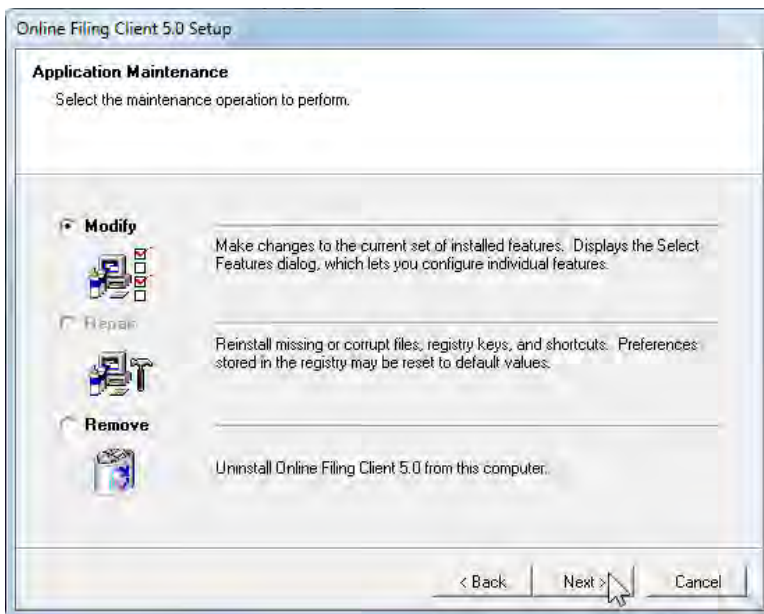 Online Filing Client 5.0 Setup
Application Maintenance
Select the maintenance operation to perform.
Modify
Make changes to the current set of installed features. Displays the Select
Features dialog, which lets you configure individual features.
Repair
Reinstall missing or corrupt files, registry keys, and shortcuts. Preferences
stored in the registry may be reset to default values.
Remove
Uninstall Online Filing Client 5.0 from this computer.
< Back
Next >
Cancel